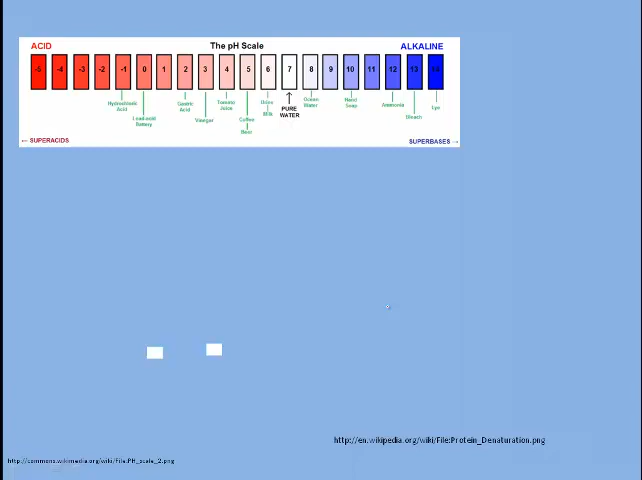 ACID The pH Scale ALKALINE
-5 -4 -3 -2 -1 0 1 2 3 4 5 6 7 8 9 10 11 12 13
Hydrochloric Acid
Lead-acid Battery
Gastric Acid
Vinegar
Tomato Juice
Coffee
Beer
Urine
Milk
PURE WATER
Ocean Water
Hand Soap
Ammonia
Bleach
Lye
← SUPERACIDS SUPERBASES →
http://en.wikipedia.org/wiki/File:Protein_Denaturation.png
http://commons.wikimedia.org/wiki/File:PH_scale_2.png